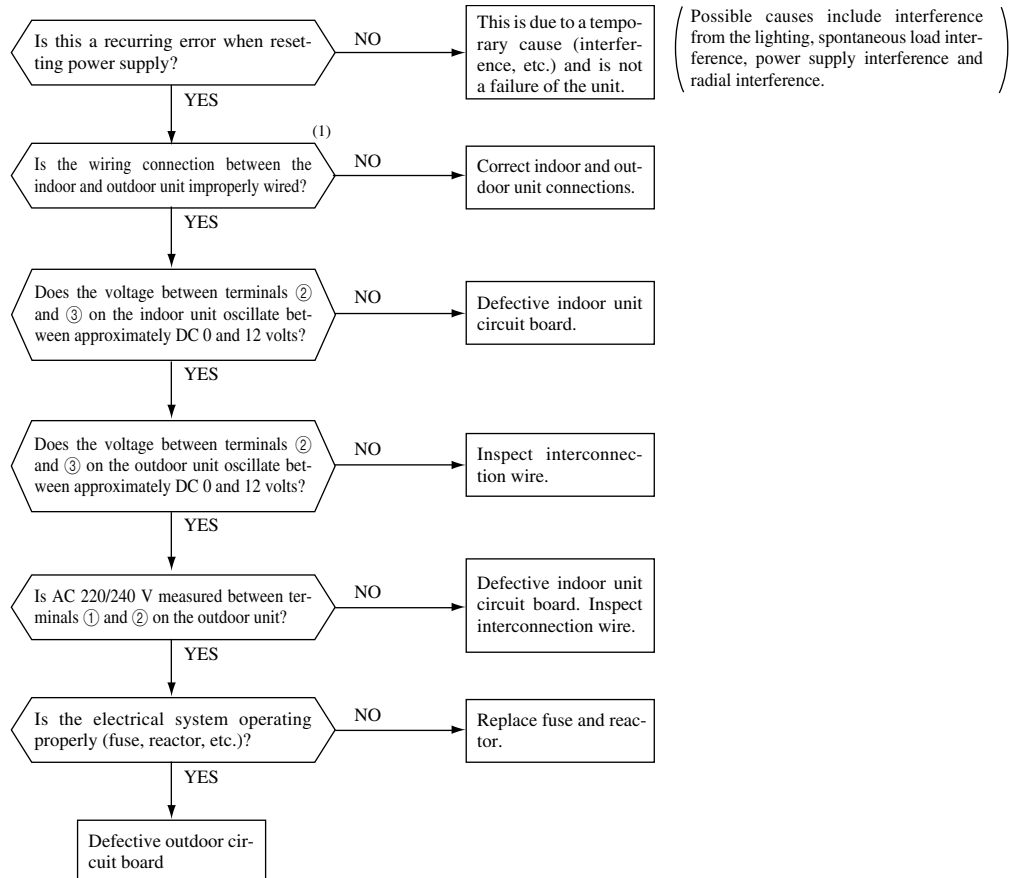 Is this a recurring error when reset-
ting power supply?
NO
This is due to a tempo-
rary cause (interfer-
ence, etc.) and is not
a failure of the unit.
Possible causes include interference
from the lighting, spontaneous load inter-
ference, power supply interference and
radial interference.
YES
(1)
Is the wiring connection between the
indoor and outdoor unit improperly wired?
NO
Correct indoor and out-
door unit connections.
YES
Does the voltage between terminals ②
and ③ on the indoor unit oscillate bet-
ween approximately DC 0 and 12 volts?
NO
Defective indoor unit
circuit board.
YES
Does the voltage between terminals ②
and ③ on the outdoor unit oscillate bet-
ween approximately DC 0 and 12 volts?
NO
Inspect interconnec-
tion wire.
YES
Is AC 220/240 V measured between ter-
minals ① and ② on the outdoor unit?
NO
Defective indoor unit
circuit board. Inspect
interconnection wire.
YES
Is the electrical system operating
properly (fuse, reactor, etc.)?
NO
Replace fuse and reac-
tor.
YES
Defective outdoor cir-
cuit board